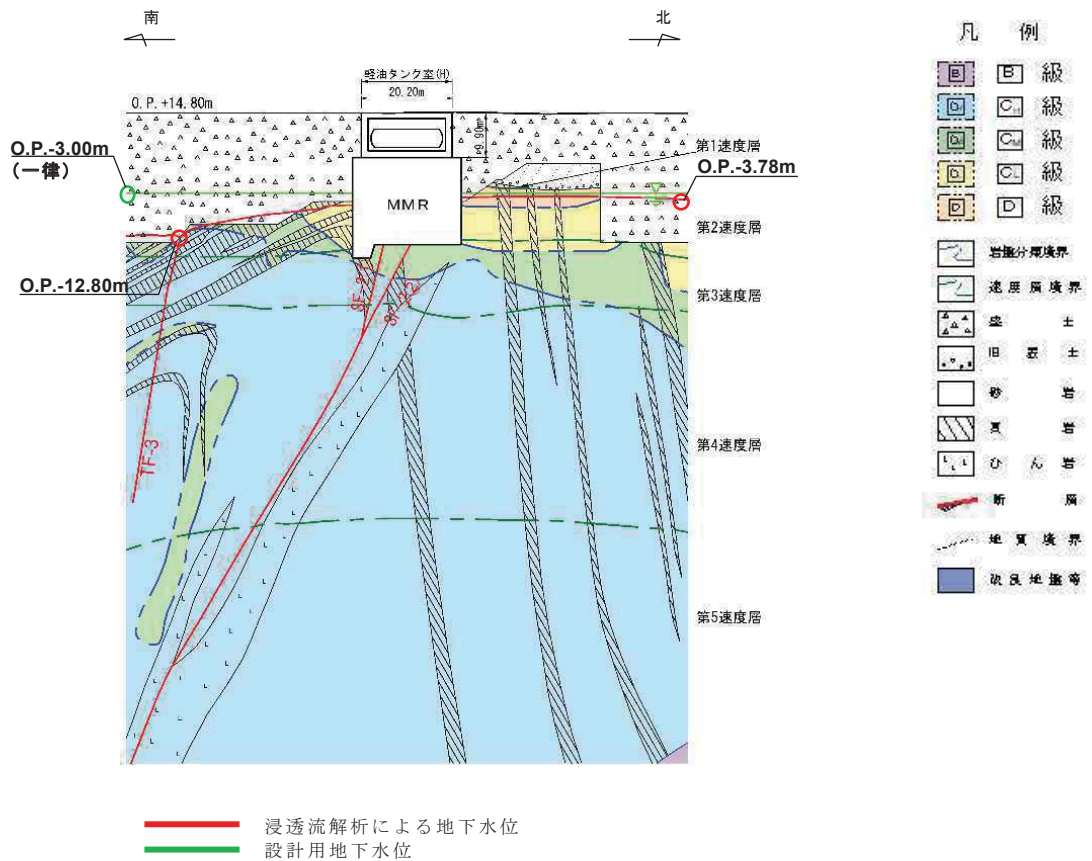 南
北
軽油タンク室(H)
20.20m
O.P.+14.80m
9.90m
O.P.-3.00m
(一律)
第1速度層
O.P.-3.78m
MMR
第2速度層
O.P.-12.80m
第3速度層
TF-3
第4速度層
第5速度層
凡 例
B B 級
CH 級
CM 級
CL 級
D D 級
岩盤分類境界
速度層境界
盛 土
旧 表 土
砂 岩
頁 岩
ひ ん 岩
断 層
地 質 境 界
改 良 地 盤 等
浸透流解析による地下水位
設計用地下水位